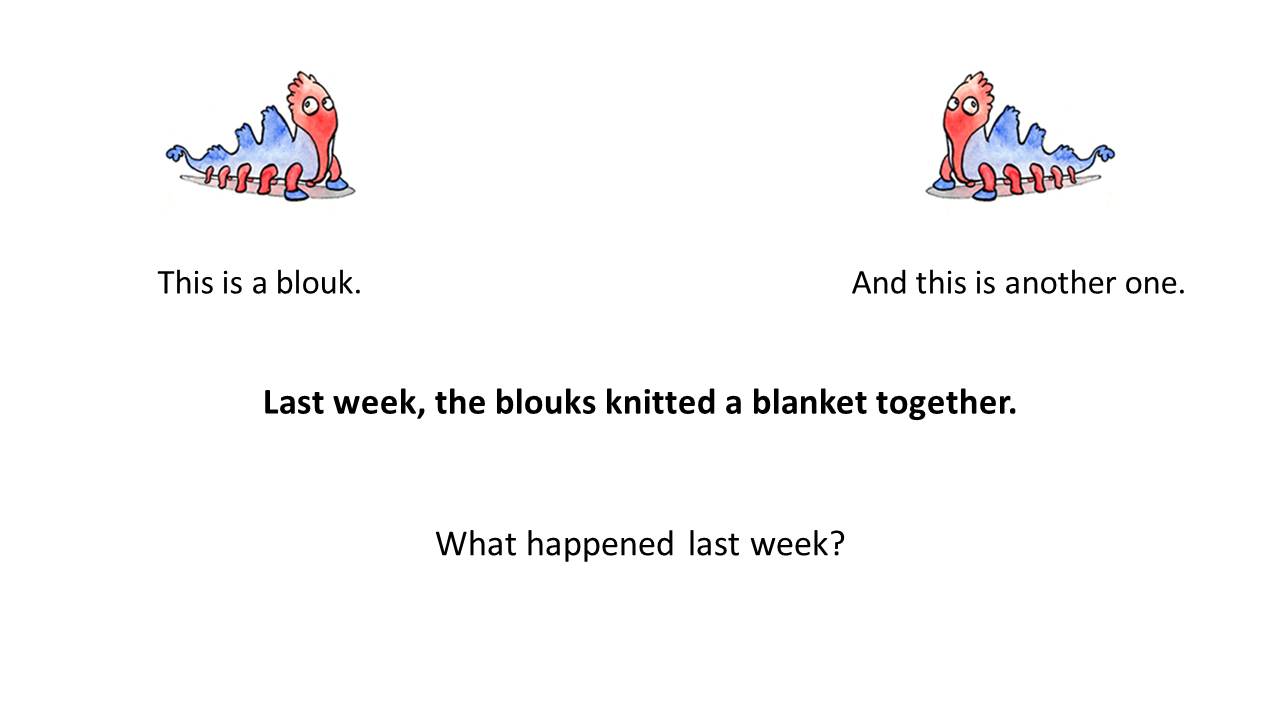 This is a blouk.
And this is another one.
Last week, the blouks knitted a blanket together.
What happened last week?